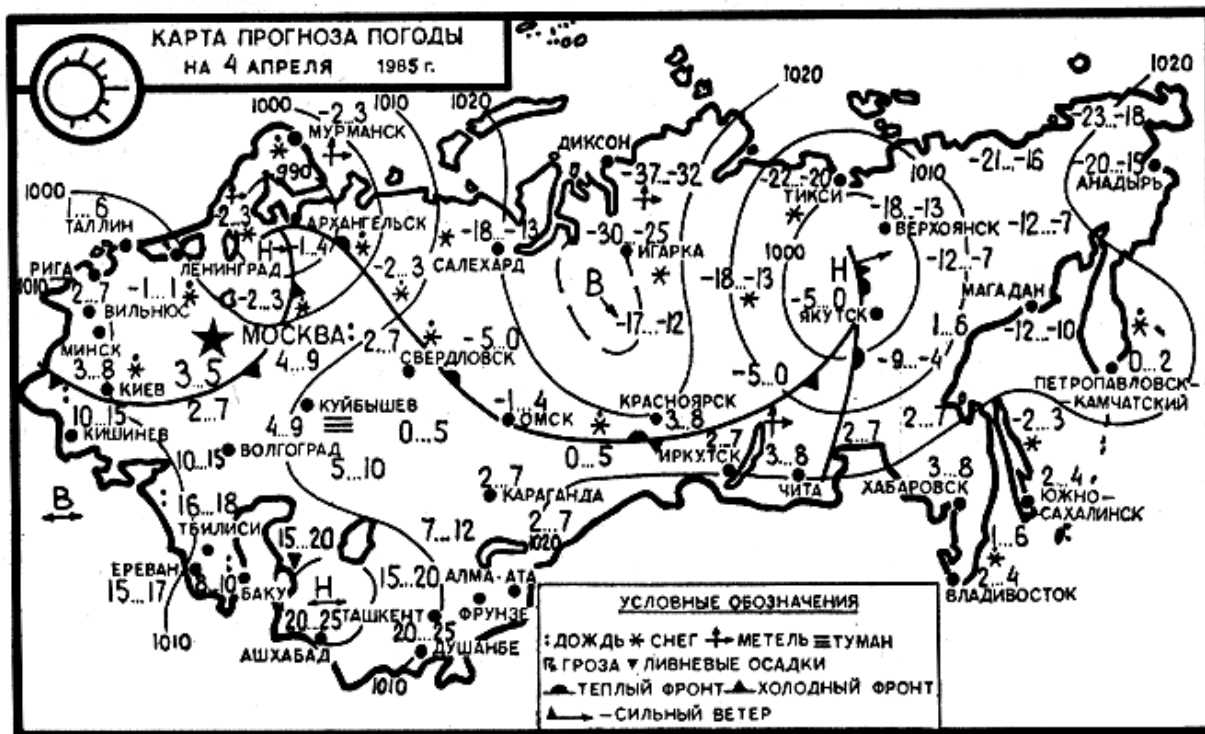 КАРТА ПРОГНОЗА ПОГОДЫ
НА 4 АПРЕЛЯ 1985 г.
1000
-2...3
1010
1020
МУРМАНСК
990
ДИКСОН
-37...-32
1020
1020
-23...-18
-21...-16
-20...-15
АНАДЫРЬ
1010
-22...-20
ТИКСИ
-18...-13
ВЕРХОЯНСК
-12...-7
1000
1...6
ТАЛЛИН
-2...3
АРХАНГЕЛЬСК
Н
-1...4
ЛЕНИНГРАД
-18...-13
САЛЕХАРД
-30...-25
ИГАРКА
В
-17...-12
-18...-13
1000
Н
-12...-7
-5...0
ЯКУТСК
МАГАДАН
-12...-10
РИГА
1010
2...7
ВИЛЬНЮС
-1...1
-2...3
-2...3
1
МИНСК
МОСКВА:
4...9
2...7
СВЕРДЛОВСК
-5...0
1...6
-9...-4
-5...0
0...2
ПЕТРОПАВЛОВСК-
-КАМЧАТСКИЙ
3...8
КИЕВ
3...5
2...7
КУЙБЫШЕВ
4...9
-1...4
ОМСК
0...5
КРАСНОЯРСК
3...8
0...5
2...7
ИРКУТСК
3...8
ЧИТА
2...7
2...7
-2...3
10...15
КИШИНЕВ
10...15
ВОЛГОГРАД
5...10
2...7
КАРАГАНДА
3...8
ХАБАРОВСК
2...4
ЮЖНО-
САХАЛИНСК
В
16...18
ТБИЛИСИ
7...12
2...7
1020
1...6
2...4
ВЛАДИВОСТОК
ЕРЕВАН
15...17
8...10
БАКУ
15...20
Н
15...20
АЛМА-АТА
ФРУНЗЕ
ТАШКЕНТ
20...25
АШХАБАД
20...25
ДУШАНБЕ
1010
1010
УСЛОВНЫЕ ОБОЗНАЧЕНИЯ
ДОЖДЬ СНЕГ МЕТЕЛЬ ТУМАН
ГРОЗА ЛИВНЕВЫЕ ОСАДКИ
ТЕПЛЫЙ ФРОНТ ХОЛОДНЫЙ ФРОНТ
-СИЛЬНЫЙ ВЕТЕР